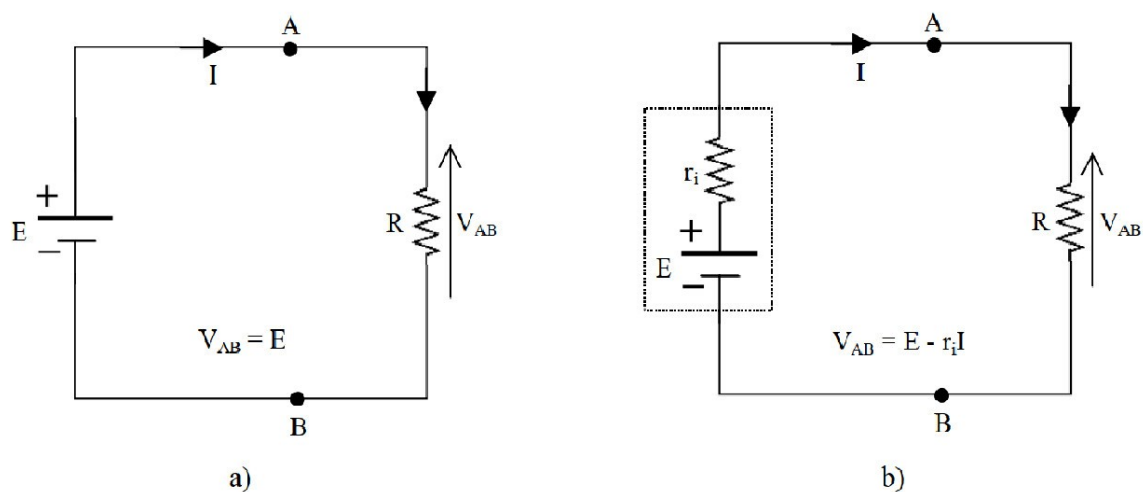 A
I
+
E
−
R
V_AB
V_AB = E
B
a)
A
I
r_i
+
E
−
R
V_AB
V_AB = E - r_iI
B
b)